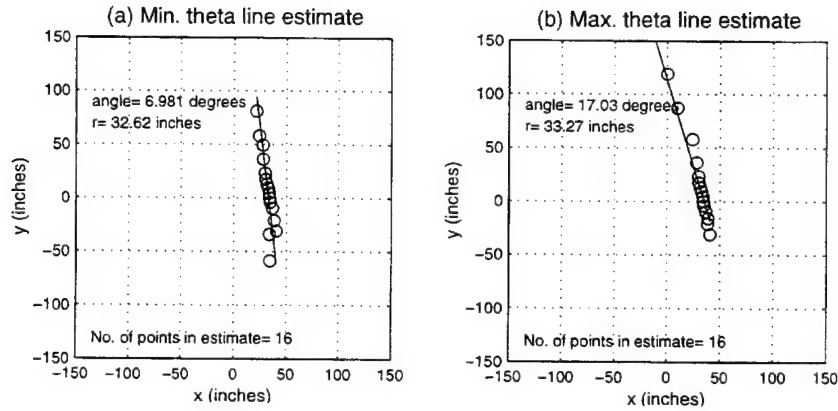 (a) Min. theta line estimate
150
100
50
0
−50
−100
−150
y (inches)
angle= 6.981 degrees
r= 32.62 inches
No. of points in estimate= 16
−150 −100 −50 0 50 100 150
x (inches)
(b) Max. theta line estimate
150
100
50
0
−50
−100
−150
y (inches)
angle= 17.03 degrees
r= 33.27 inches
No. of points in estimate= 16
−150 −100 −50 0 50 100 150
x (inches)